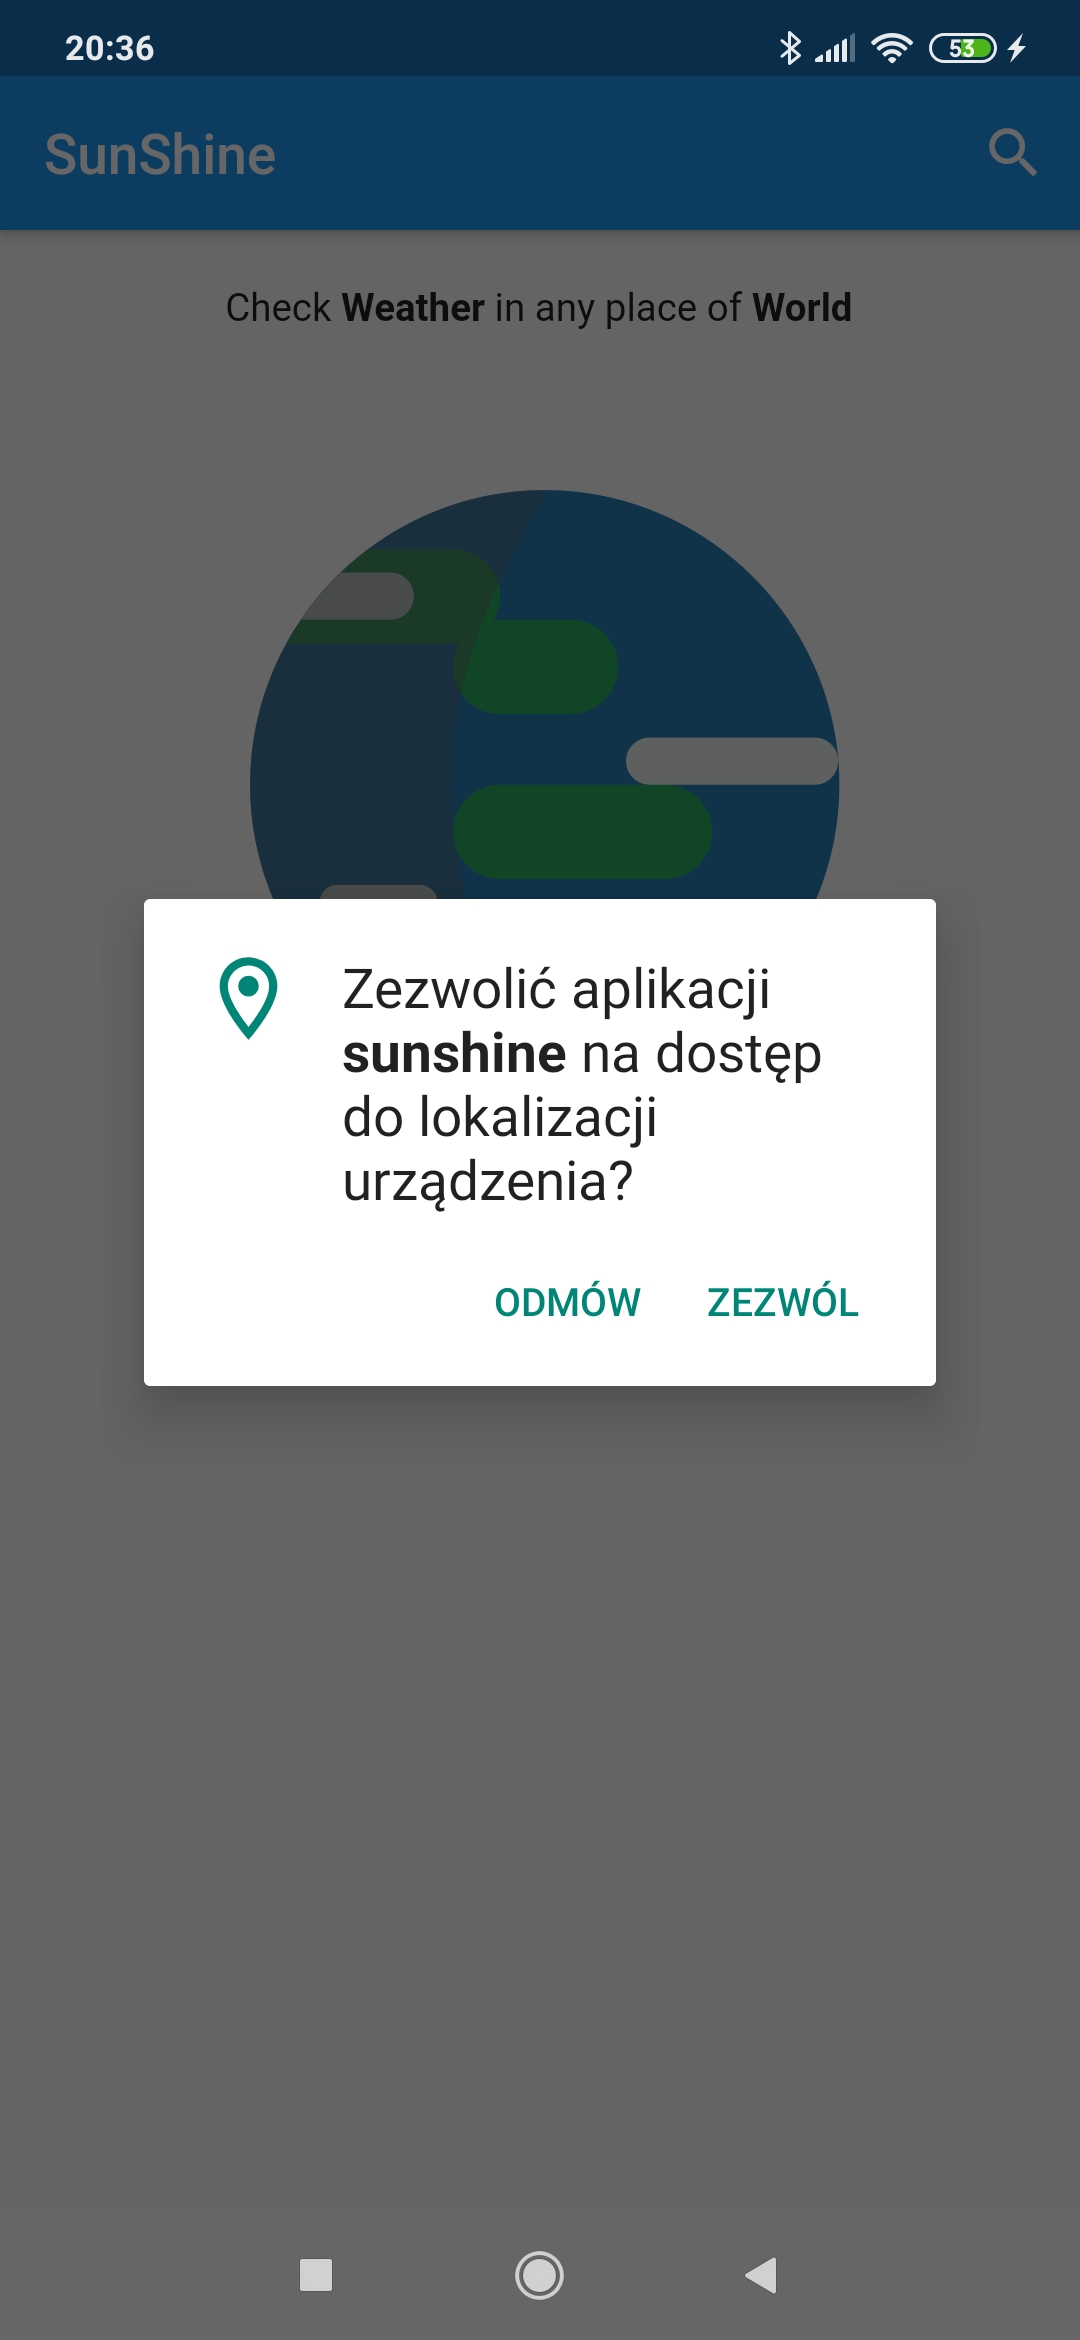 20:36
53
SunShine
Check Weather in any place of World
Zezwolić aplikacji
sunshine na dostęp
do lokalizacji
urządzenia?
ODMÓW ZEZWÓL